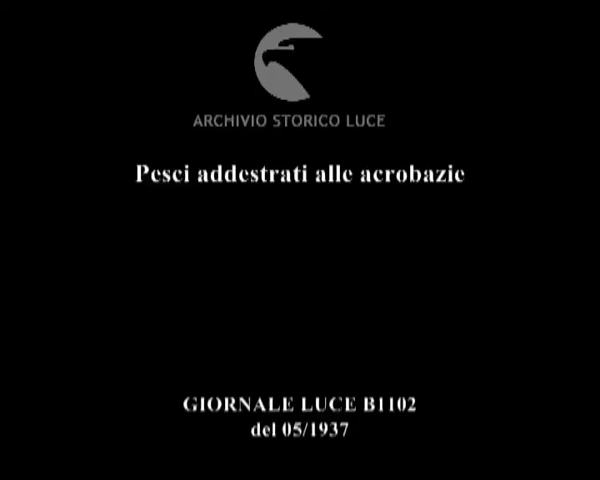 ARCHIVIO STORICO LUCE
Pesci addestrati alle acrobazie
GIORNALE LUCE B1102
del 05/1937